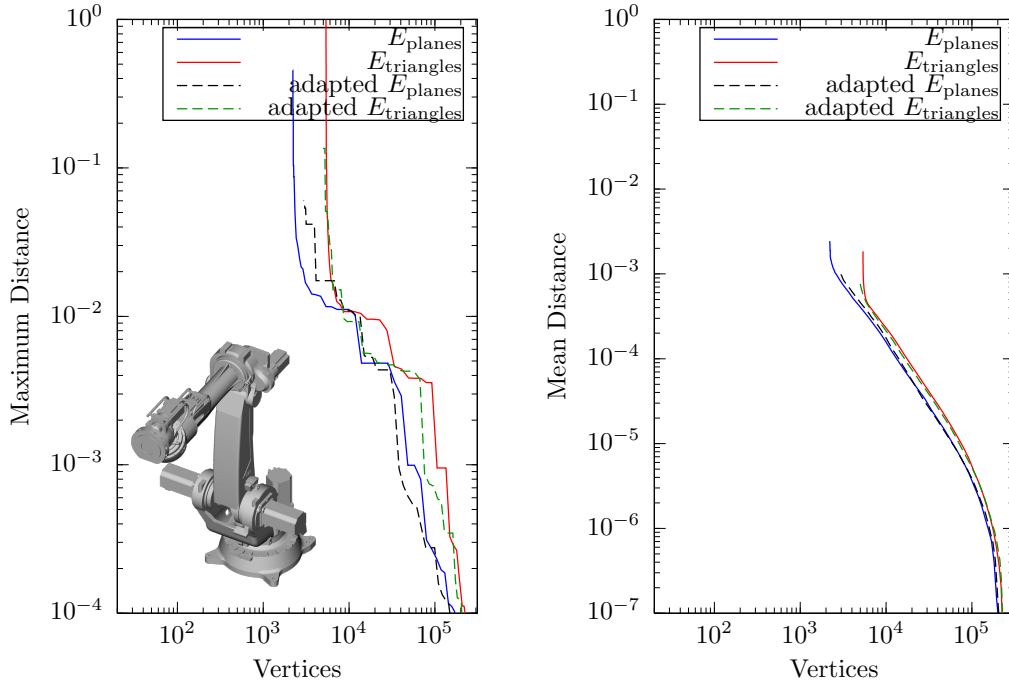 10^0
10^-1
10^-2
10^-3
10^-4
10^2 10^3 10^4 10^5
Maximum Distance
Vertices
E_planes
E_triangles
adapted E_planes
adapted E_triangles
10^0
10^-1
10^-2
10^-3
10^-4
10^-5
10^-6
10^-7
10^2 10^3 10^4 10^5
Mean Distance
Vertices
E_planes
E_triangles
adapted E_planes
adapted E_triangles